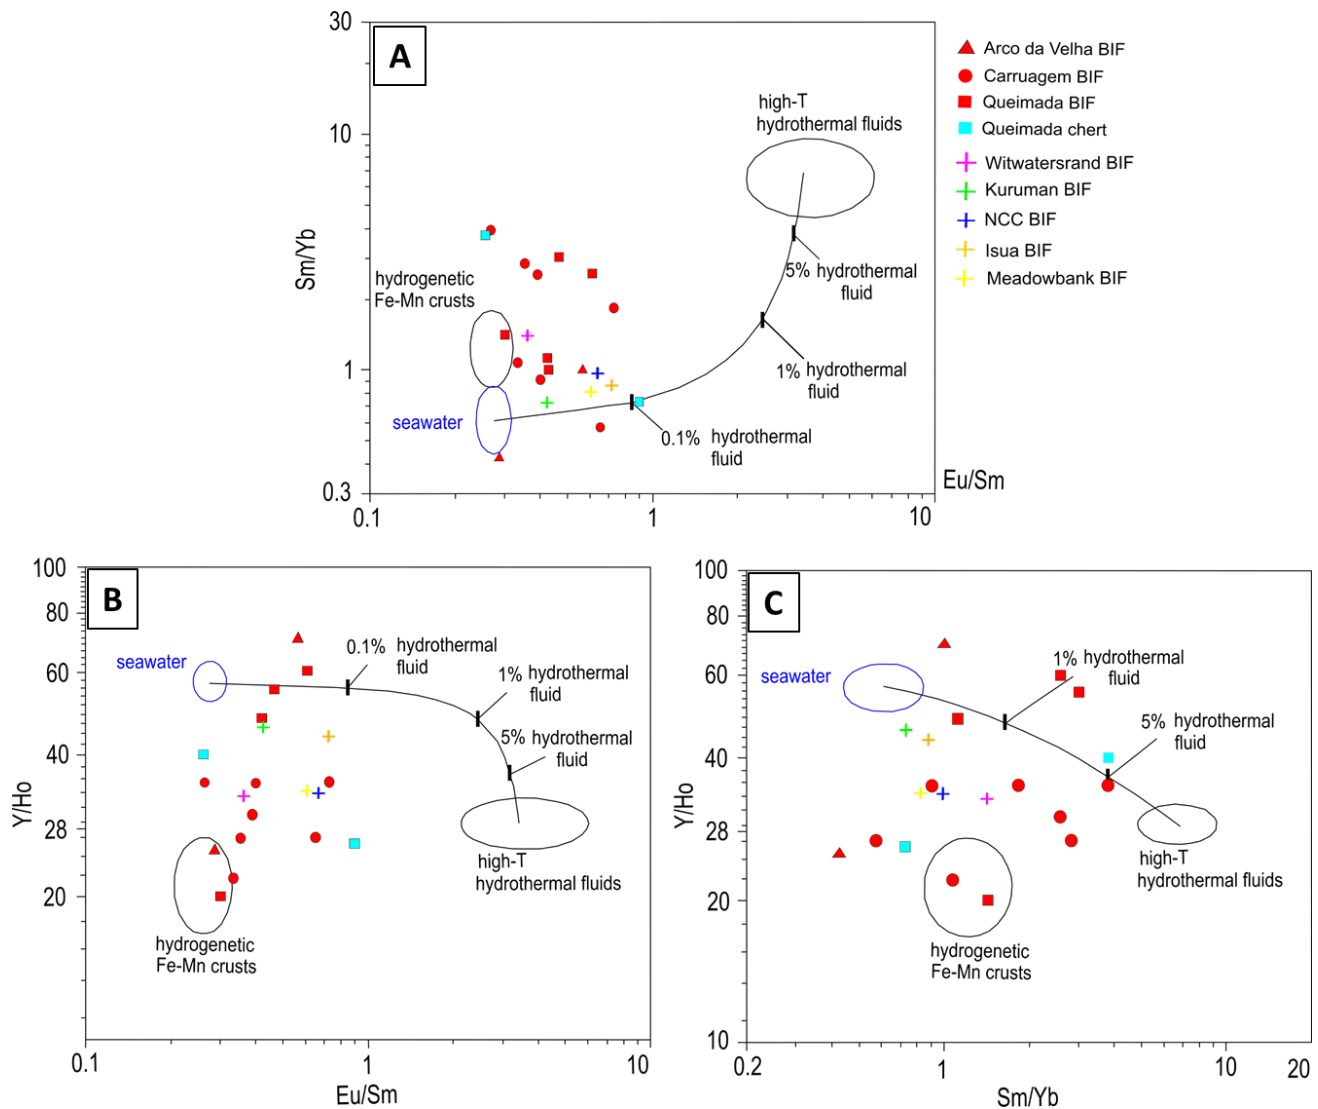 A
30
10
1
0.3
Sm/Yb
0.1
1
10
Eu/Sm
high-T
hydrothermal fluids
5% hydrothermal
fluid
1% hydrothermal
fluid
0.1% hydrothermal
fluid
hydrogenetic
Fe-Mn crusts
seawater
Arco da Velha BIF
Carruagem BIF
Queimada BIF
Queimada chert
Witwatersrand BIF
Kuruman BIF
NCC BIF
Isua BIF
Meadowbank BIF
B
100
80
60
40
28
20
10
Y/Ho
seawater
0.1% hydrothermal
fluid
1% hydrothermal
fluid
5% hydrothermal
fluid
high-T
hydrothermal fluids
hydrogenetic
Fe-Mn crusts
0.1
1
10
Eu/Sm
C
100
80
60
40
28
20
10
Y/Ho
seawater
1% hydrothermal
fluid
5% hydrothermal
fluid
high-T
hydrothermal fluids
hydrogenetic
Fe-Mn crusts
0.2
1
10
20
Sm/Yb